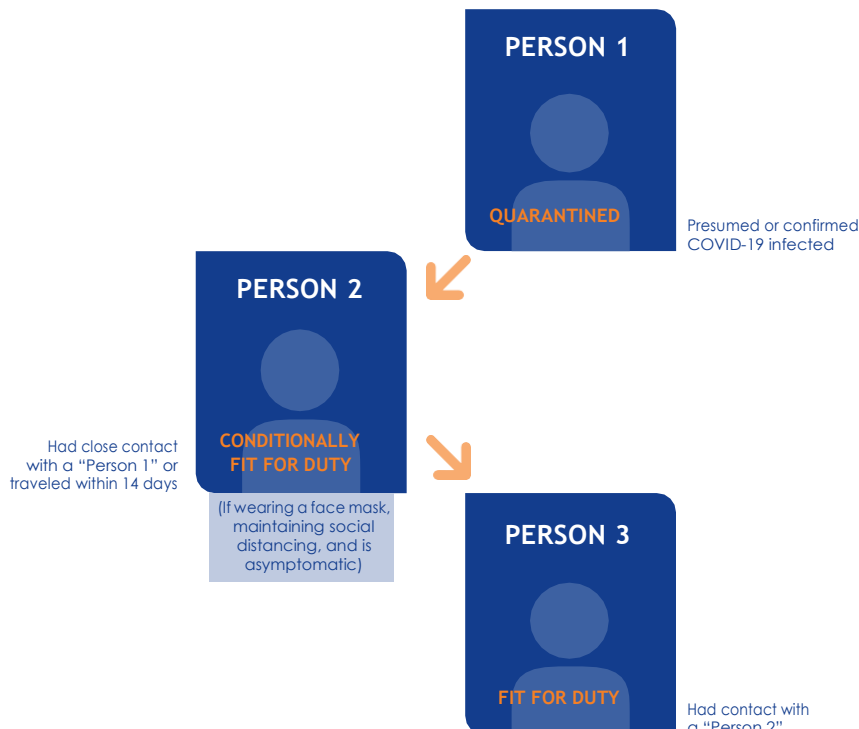 PERSON 1
QUARANTINED
Presumed or confirmed
COVID-19 infected
PERSON 2
CONDITIONALLY
FIT FOR DUTY
Had close contact
with a “Person 1” or
traveled within 14 days
(If wearing a face mask,
maintaining social
distancing, and is
asymptomatic)
PERSON 3
FIT FOR DUTY
Had contact with
a “Person 2”